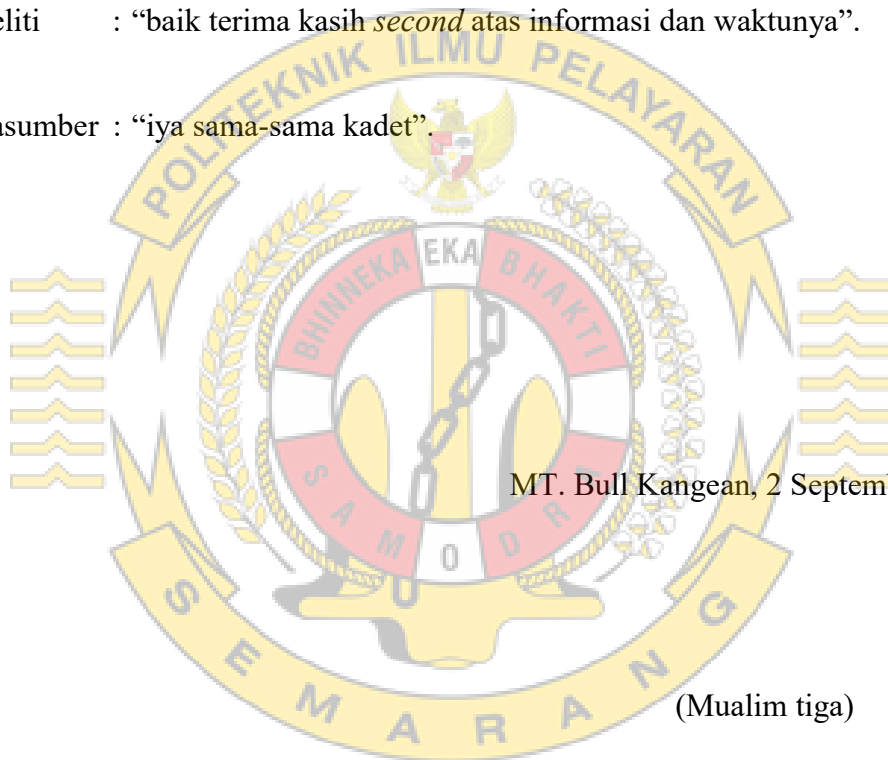 eliti : “baik terima kasih second atas informasi dan waktunya”.
POLITEKNIK ILMU PELAYARAN
asumber : “iya sama-sama kadet”.
BHINNEKA EKA BHAKTI
MT. Bull Kangean, 2 Septem
SAMODRA
(Mualim tiga)
SEMARANG